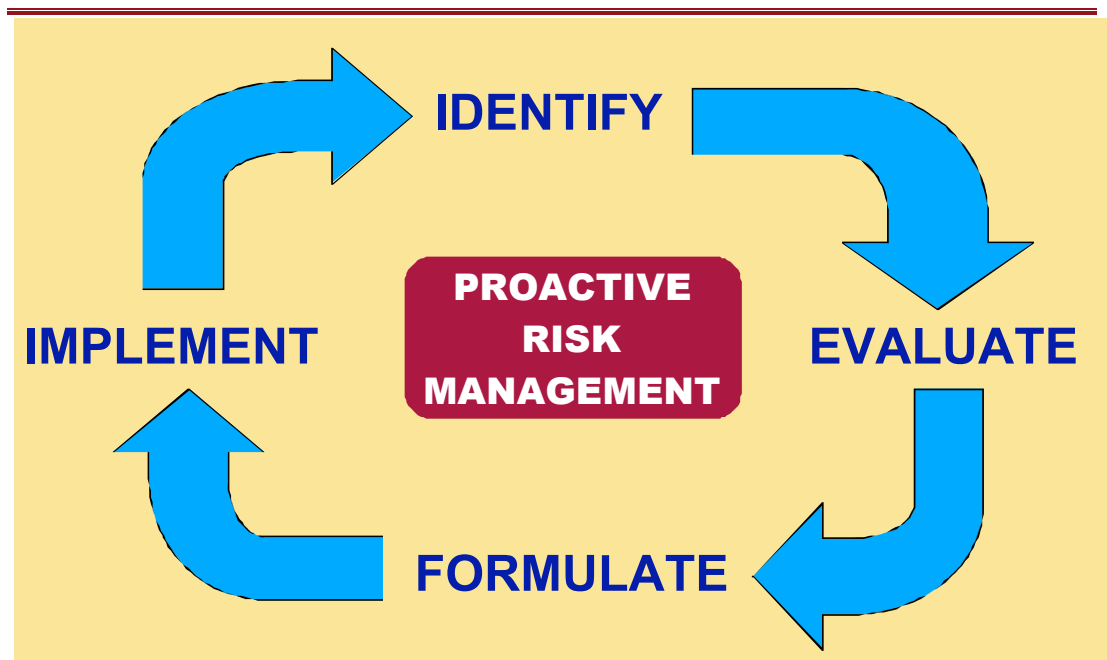 IDENTIFY
PROACTIVE
RISK
MANAGEMENT
IMPLEMENT
EVALUATE
FORMULATE